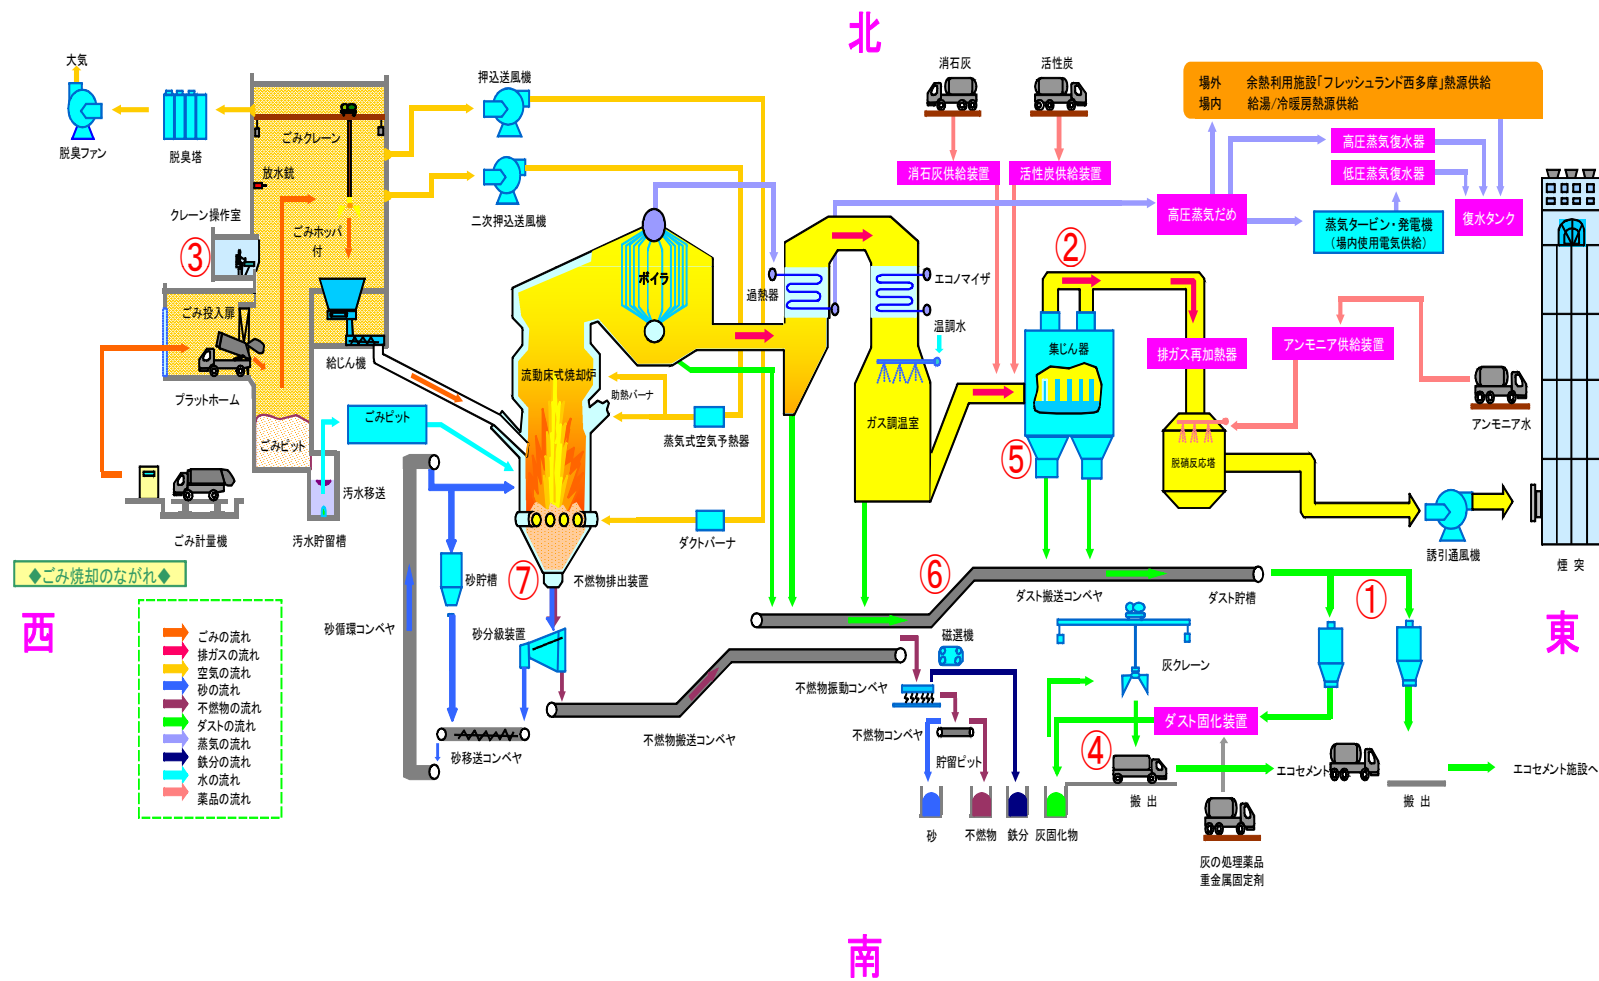 北
大気
脱臭ファン
脱臭塔
ごみクレーン
放水銃
クレーン操作室
③
ごみホッパ
付
ごみ投入扉
給じん機
プラットホーム
ごみピット
ごみピット
汚水移送
汚水貯留槽
ごみ計量機
押込送風機
二次押込送風機
ボイラ
流動床式焼却炉
助熱バーナ
蒸気式空気予熱器
ダクトバーナ
過熱器
エコノマイザ
温調水
ガス調温室
消石灰
活性炭
消石灰供給装置
活性炭供給装置
②
集じん器
⑤
排ガス再加熱器
脱硝反応塔
アンモニア供給装置
アンモニア水
場外 余熱利用施設「フレッシュランド西多摩」熱源供給
場内 給湯/冷暖房熱源供給
高圧蒸気復水器
低圧蒸気復水器
高圧蒸気だめ
蒸気タービン・発電機
（場内使用電気供給）
復水タンク
誘引通風機
煙 突
◆ごみ焼却のながれ◆
西
東
ごみの流れ
排ガスの流れ
空気の流れ
砂の流れ
不燃物の流れ
ダストの流れ
蒸気の流れ
鉄分の流れ
水の流れ
薬品の流れ
砂循環コンベヤ
砂貯槽
⑦
不燃物排出装置
砂分級装置
砂移送コンベヤ
不燃物搬送コンベヤ
⑥
ダスト搬送コンベヤ
ダスト貯槽
①
磁選機
不燃物振動コンベヤ
不燃物コンベヤ
貯留ピット
灰クレーン
ダスト固化装置
④
搬 出
エコセメント
搬 出
エコセメント施設へ
砂
不燃物
鉄分
灰固化物
灰の処理薬品
重金属固定剤
南